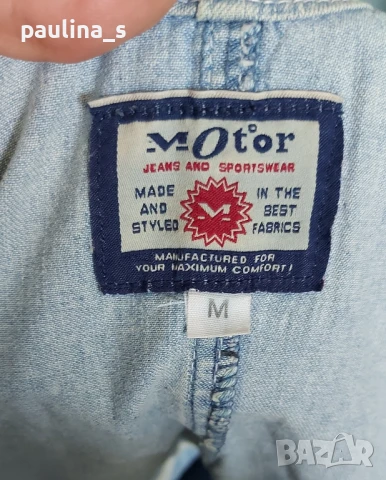 paulina_s
MOtor
JEANS AND SPORTSWEAR
MADE AND STYLED
IN THE BEST FABRICS
MANUFACTURED FOR
YOUR MAXIMUM COMFORT!
M
BAZAR